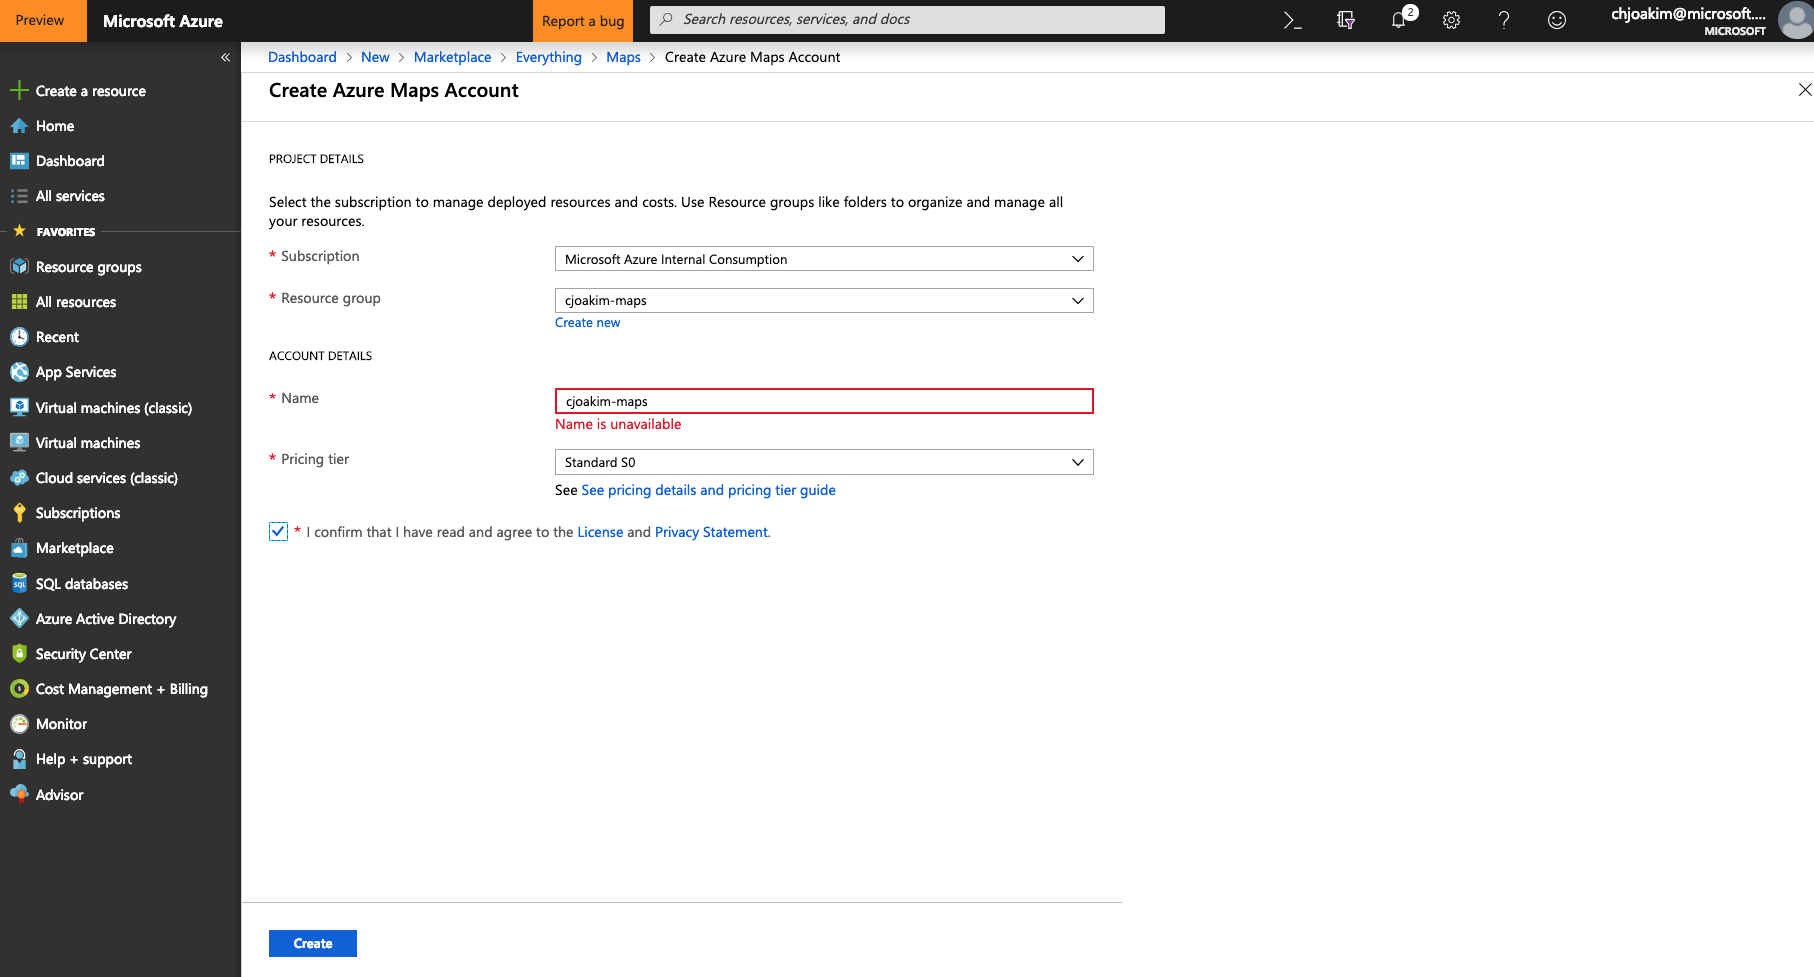 Preview
Microsoft Azure
Report a bug
Search resources, services, and docs
2
chjoakim@microsoft....
MICROSOFT
Create a resource
Home
Dashboard
All services
FAVORITES
Resource groups
All resources
Recent
App Services
Virtual machines (classic)
Virtual machines
Cloud services (classic)
Subscriptions
Marketplace
SQL
SQL databases
Azure Active Directory
Security Center
Cost Management + Billing
Monitor
Help + support
Advisor
Dashboard > New > Marketplace > Everything > Maps > Create Azure Maps Account
Create Azure Maps Account
PROJECT DETAILS
Select the subscription to manage deployed resources and costs. Use Resource groups like folders to organize and manage all
your resources.
* Subscription
Microsoft Azure Internal Consumption
* Resource group
cjoakim-maps
Create new
ACCOUNT DETAILS
* Name
cjoakim-maps
Name is unavailable
* Pricing tier
Standard S0
See See pricing details and pricing tier guide
* I confirm that I have read and agree to the License and Privacy Statement.
Create